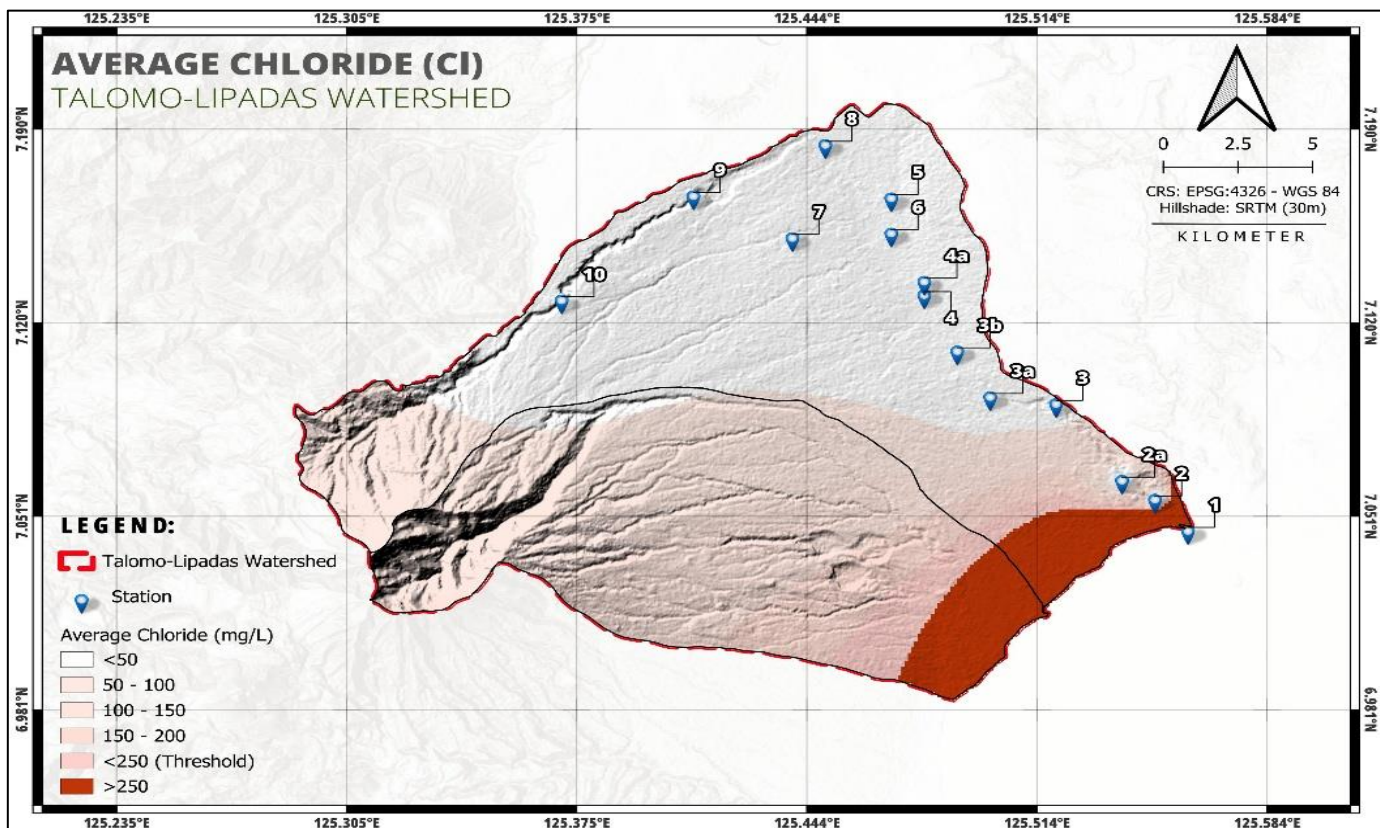 125.235°E 125.305°E 125.375°E 125.444°E 125.514°E 125.584°E
AVERAGE CHLORIDE (Cl)
TALOMO-LIPADAS WATERSHED
7.190°N
7.190°N
0 2.5 5
CRS: EPSG:4326 - WGS 84
Hillshade: SRTM (30m)
KILOMETER
8
9
5
6
7
4a
10
4
7.120°N
7.120°N
3b
3a
3
2a
2
1
7.051°N
7.051°N
LEGEND:
Talomo-Lipadas Watershed
Station
Average Chloride (mg/L)
<50
50 - 100
100 - 150
150 - 200
<250 (Threshold)
>250
6.981°N
6.981°N
125.235°E 125.305°E 125.375°E 125.444°E 125.514°E 125.584°E